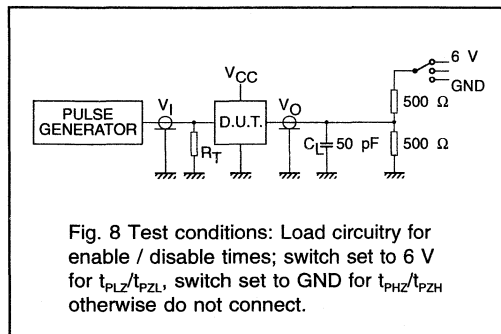 6 V
GND
V_CC
PULSE
GENERATOR
V_I
D.U.T.
V_O
500 Ω
R_T
C_L
50 pF
500 Ω
Fig. 8 Test conditions: Load circuitry for
enable / disable times; switch set to 6 V
for t_PLZ/t_PZL, switch set to GND for t_PHZ/t_PZH
otherwise do not connect.